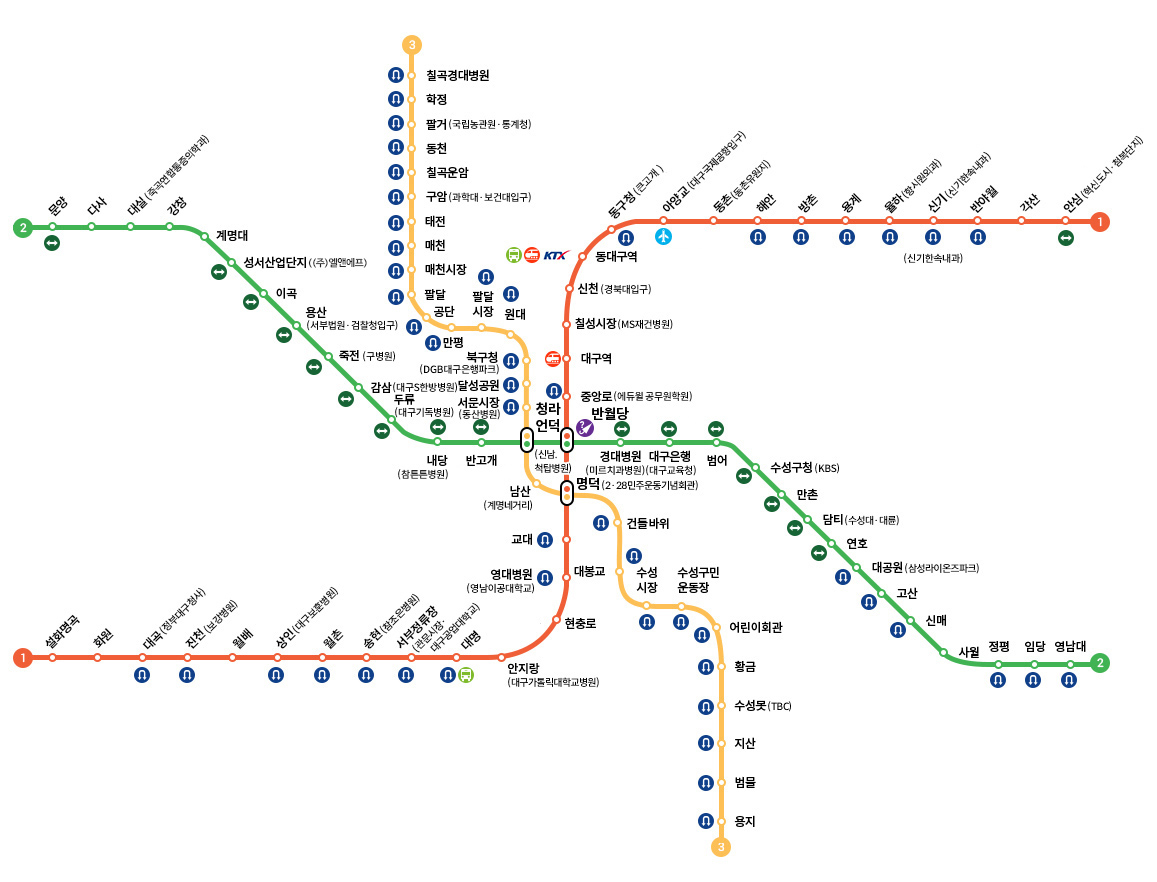 3
칠곡경대병원
학정
팔거 (국립농관원·통계청)
동천
칠곡운암
구암 (과학대·보건대입구)
태전
매천
매천시장
팔달
공단
만평
팔달
시장
원대
북구청
(DGB대구은행파크)
달성공원
서문시장
(동산병원)
청라
언덕
(신남.
척탑병원)
남산
(계명네거리)
명덕 (2·28민주운동기념회관)
건들바위
대봉교
수성
시장
수성구민
운동장
어린이회관
황금
수성못 (TBC)
지산
범물
용지
3
2
문양
다사
대실 (죽곡연합통증의학과)
강창
계명대
성서산업단지 ((주)엘앤에프)
이곡
용산
(서부법원·검찰청입구)
죽전 (구병원)
감삼 (대구S한방병원)
두류
(대구기독병원)
내당
(참튼튼병원)
반고개
반월당
경대병원
(미르치과병원)
대구은행
(대구교육청)
범어
수성구청 (KBS)
만촌
담티 (수성대·대륜)
연호
대공원 (삼성라이온즈파크)
고산
신매
사월
정평
임당
영남대
2
1
안심 (혁신도시·첨복단지)
각산
반야월
신기 (신기한속내과)
(신기한속내과)
율하 (항시원외과)
용계
방촌
해안
동촌 (동촌유원지)
아양교 (대구국제공항입구)
동구청 (큰고개)
동대구역
KTX
신천 (경북대입구)
칠성시장 (MS재건병원)
대구역
중앙로 (에듀윌 공무원학원)
교대
영대병원
(영남이공대학교)
현충로
안지랑
(대구가톨릭대학교병원)
대명
서부정류장
(관문시장·
대구공업대학교)
송현 (참조은병원)
월촌
상인 (대구보훈병원)
월배
진천 (보강병원)
대곡 (정부대구청사)
화원
설화명곡
1